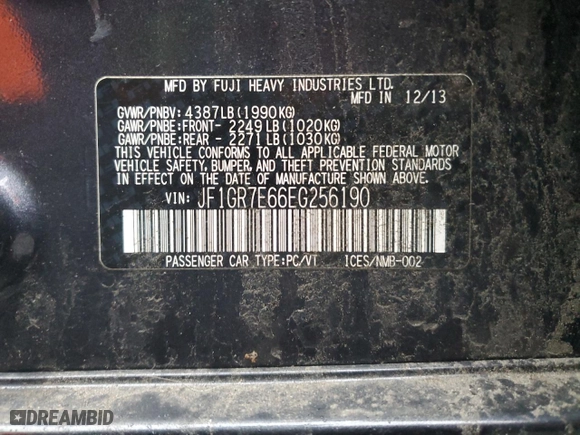 MFD BY FUJI HEAVY INDUSTRIES LTD.
MFD IN 12/13
GVWR/PNBV: 4387LB(1990KG)
GAWR/PNBE:FRONT- 2249LB(1020KG)
GAWR/PNBE:REAR - 2271LB(1030KG)
THIS VEHICLE CONFORMS TO ALL APPLICABLE FEDERAL MOTOR
VEHICLE SAFETY, BUMPER, AND THEFT PREVENTION STANDARDS
IN EFFECT ON THE DATE OF MANUFACTURE SHOWN ABOVE.
VIN: JF1GR7E66EG256190
PASSENGER CAR TYPE:PC/VT ICES/NMB-002
DREAMBID